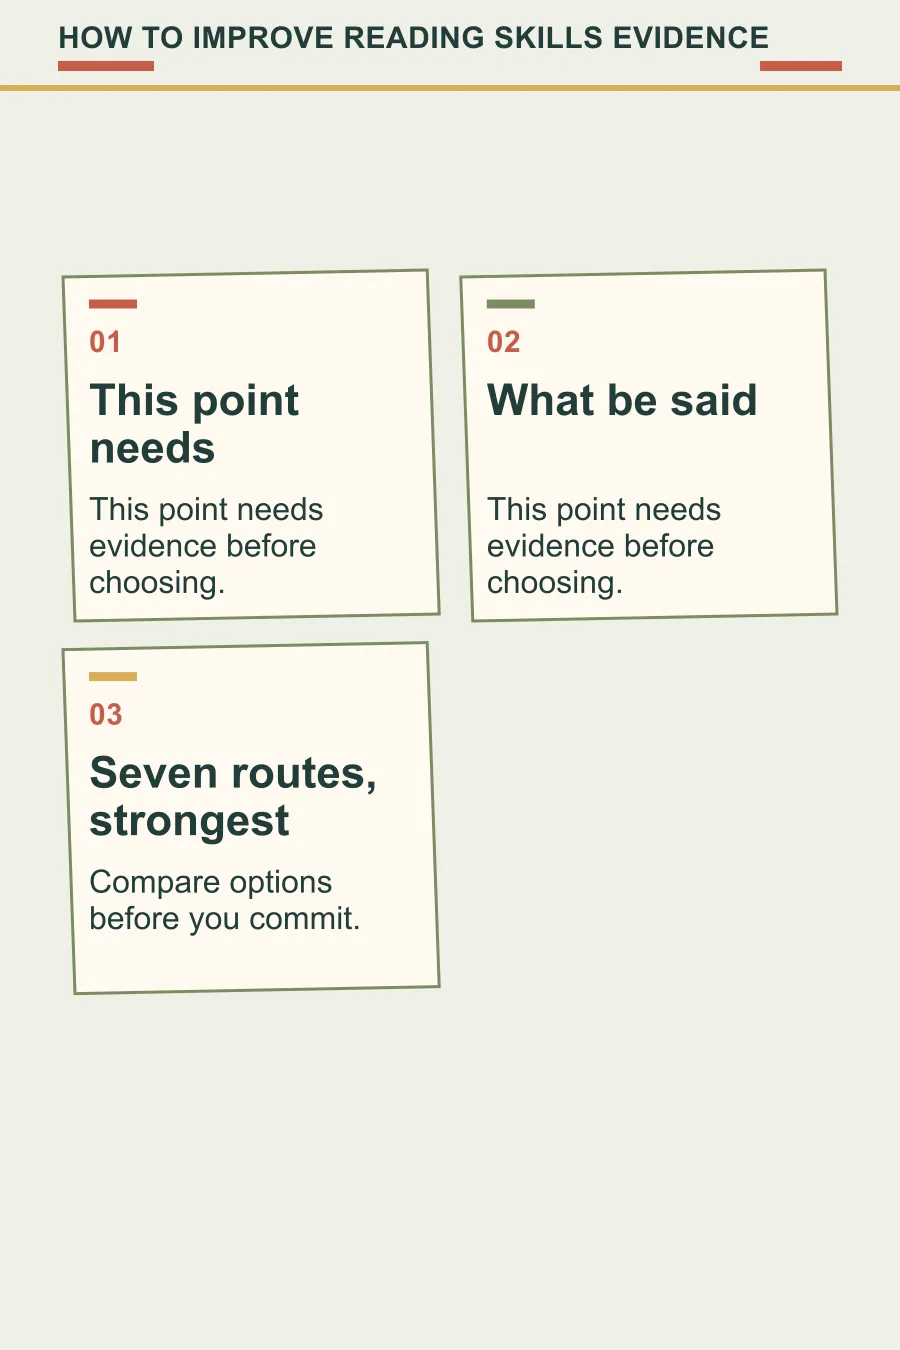 HOW TO IMPROVE READING SKILLS EVIDENCE
01
This point
needs
This point needs
evidence before
choosing.
02
What be said
This point needs
evidence before
choosing.
03
Seven routes,
strongest
Compare options
before you commit.